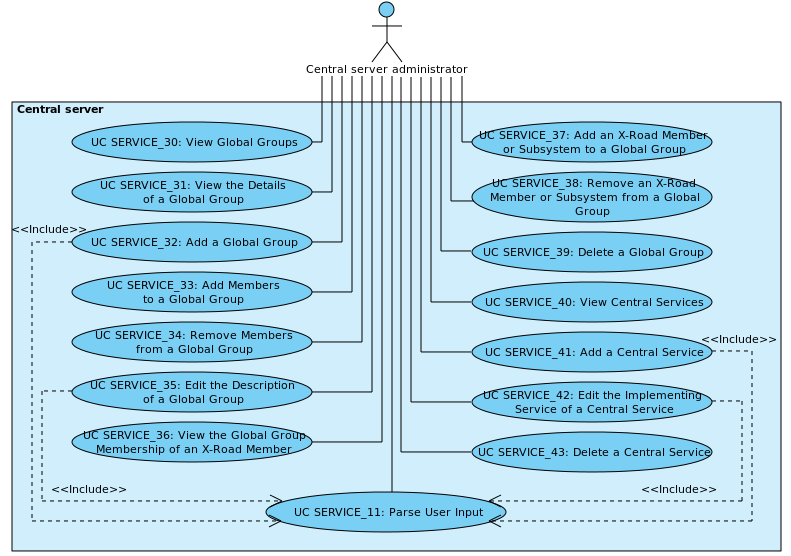 Central server administrator
Central server
UC SERVICE_30: View Global Groups
UC SERVICE_31: View the Details
of a Global Group
<<Include>>
UC SERVICE_32: Add a Global Group
UC SERVICE_33: Add Members
to a Global Group
UC SERVICE_34: Remove Members
from a Global Group
UC SERVICE_35: Edit the Description
of a Global Group
UC SERVICE_36: View the Global Group
Membership of an X-Road Member
<<Include>>
UC SERVICE_37: Add an X-Road Member
or Subsystem to a Global Group
UC SERVICE_38: Remove an X-Road
Member or Subsystem from a Global
Group
UC SERVICE_39: Delete a Global Group
UC SERVICE_40: View Central Services
<<Include>>
UC SERVICE_41: Add a Central Service
UC SERVICE_42: Edit the Implementing
Service of a Central Service
UC SERVICE_43: Delete a Central Service
<<Include>>
UC SERVICE_11: Parse User Input